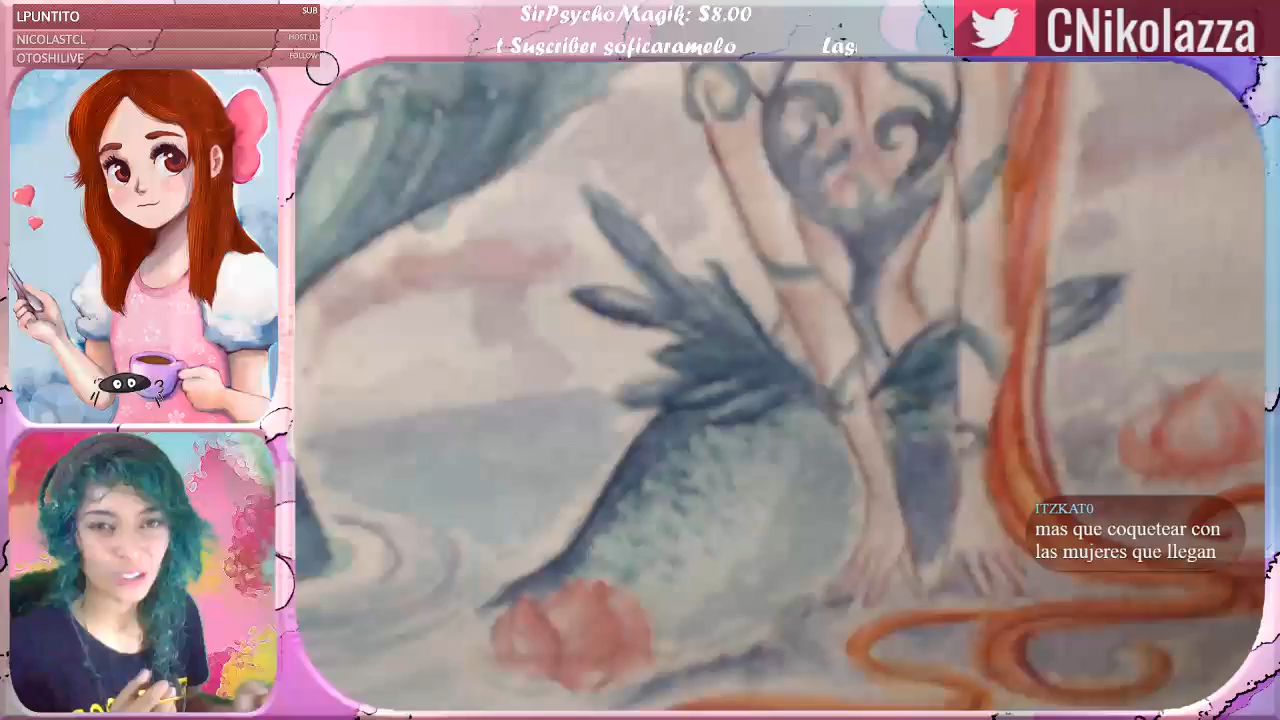 LPUNTITO SUB
NICOLASTCL HOST (1)
OTOSHILIVE FOLLOW
SirPsychoMagik: $8.00
t Suscriber soficaramelo Las
CNikolazza
ITZKAT0
mas que coquetear con
las mujeres que llegan